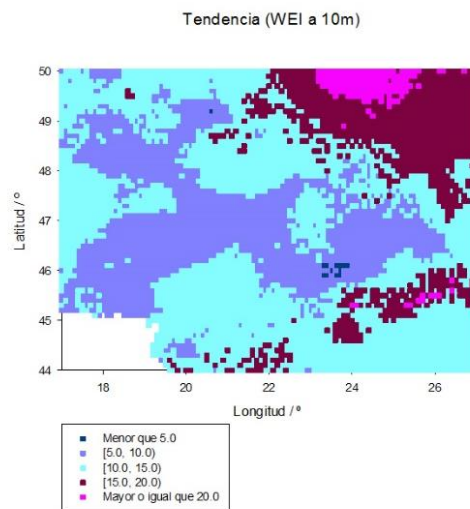 Tendencia (WEI a 10m)
Latitud / º
50
49
48
47
46
45
44
18 20 22 24 26
Longitud / º
Menor que 5.0
[5.0, 10.0)
[10.0, 15.0)
[15.0, 20.0)
Mayor o igual que 20.0